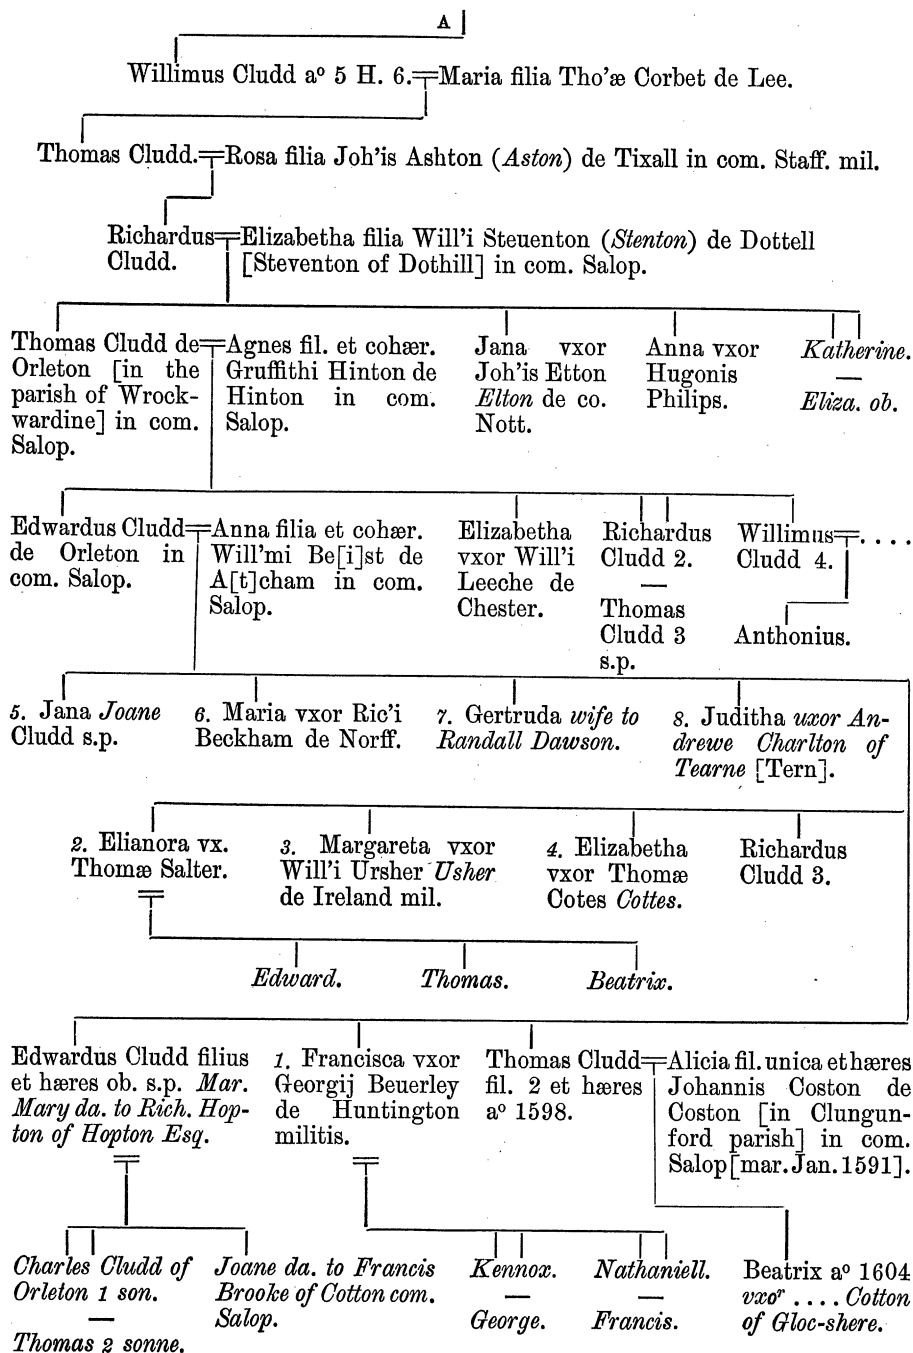 A
Willimus Cludd aº 5 H. 6.=Maria filia Tho'æ Corbet de Lee.
Thomas Cludd.=Rosa filia Joh'is Ashton (Aston) de Tixall in com. Staff. mil.
Richardus=Elizabetha filia Will'i Steuenton (Stenton) de Dottell
Cludd. [Steventon of Dothill] in com. Salop.
Thomas Cludd de=
Orleton [in the
parish of Wrock-
wardine] in com.
Salop.
Agnes fil. et cohær.
Gruffithi Hinton de
Hinton in com.
Salop.
Jana vxor
Joh'is Etton
Elton de co.
Nott.
Anna vxor
Hugonis
Philips.
Katherine.
—
Eliza. ob.
Edwardus Cludd=
de Orleton in
com. Salop.
Anna filia et cohær.
Will'mi Be[i]st de
A[t]cham in com.
Salop.
Elizabetha
vxor Will'i
Leeche de
Chester.
Richardus
Cludd 2.
—
Thomas
Cludd 3
s.p.
Willimus=. . . .
Cludd 4.
Anthonius.
5. Jana Joane
Cludd s.p.
6. Maria vxor Ric'i
Beckham de Norff.
7. Gertruda wife to
Randall Dawson.
8. Juditha uxor An-
drewe Charlton of
Tearne [Tern].
2. Elianora vx.
Thomæ Salter.
3. Margareta vxor
Will'i Ursher Usher
de Ireland mil.
4. Elizabetha
vxor Thomæ
Cotes Cottes.
Richardus
Cludd 3.
Edward.
Thomas.
Beatrix.
Edwardus Cludd filius
et hæres ob. s.p. Mar.
Mary da. to Rich. Hop-
ton of Hopton Esq.
1. Francisca vxor
Georgij Beuerley
de Huntington
militis.
Thomas Cludd=
fil. 2 et hæres
aº 1598.
Alicia fil. unica et hæres
Johannis Coston de
Coston [in Clungun-
ford parish] in com.
Salop [mar. Jan. 1591].
Charles Cludd of
Orleton 1 son.
—
Thomas 2 sonne.
Joane da. to Francis
Brooke of Cotton com.
Salop.
Kennox.
—
George.
Nathaniell.
—
Francis.
Beatrix aº 1604
vxoʳ . . . . Cotton
of Gloc-shere.